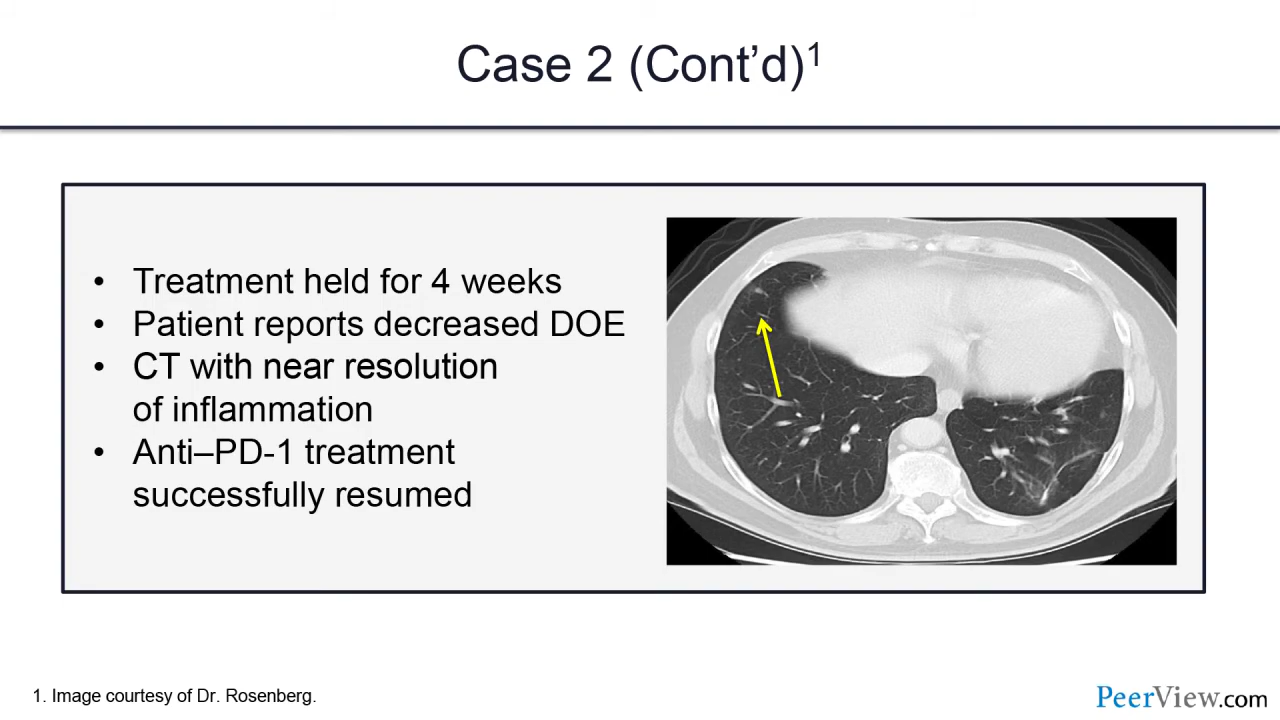 Case 2 (Cont’d)1
• Treatment held for 4 weeks
• Patient reports decreased DOE
• CT with near resolution
of inflammation
• Anti–PD-1 treatment
successfully resumed
1. Image courtesy of Dr. Rosenberg.
PeerView.com